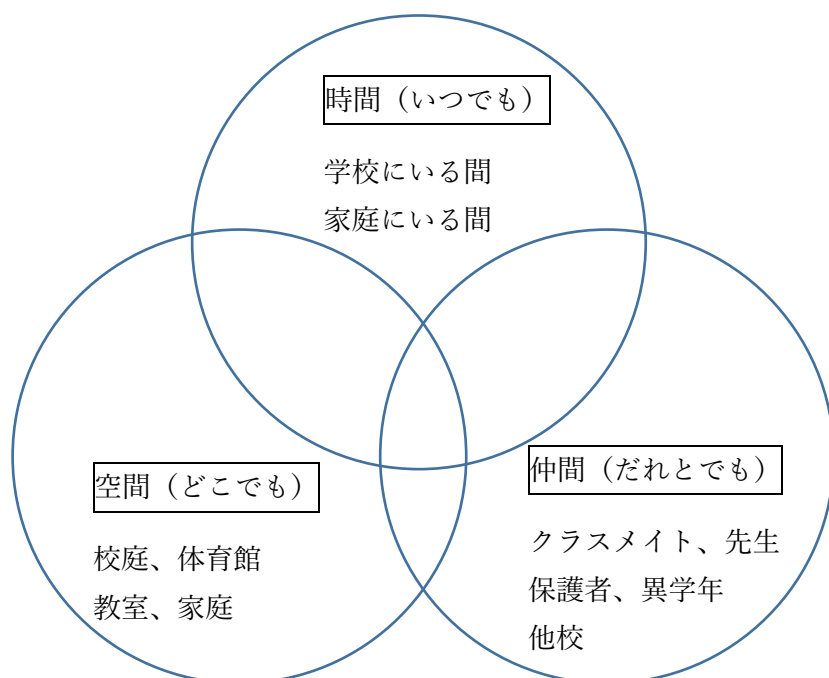 時間（いつでも）
学校にいる間
家庭にいる間
空間（どこでも）
校庭、体育館
教室、家庭
仲間（だれとでも）
クラスメイト、先生
保護者、異学年
他校